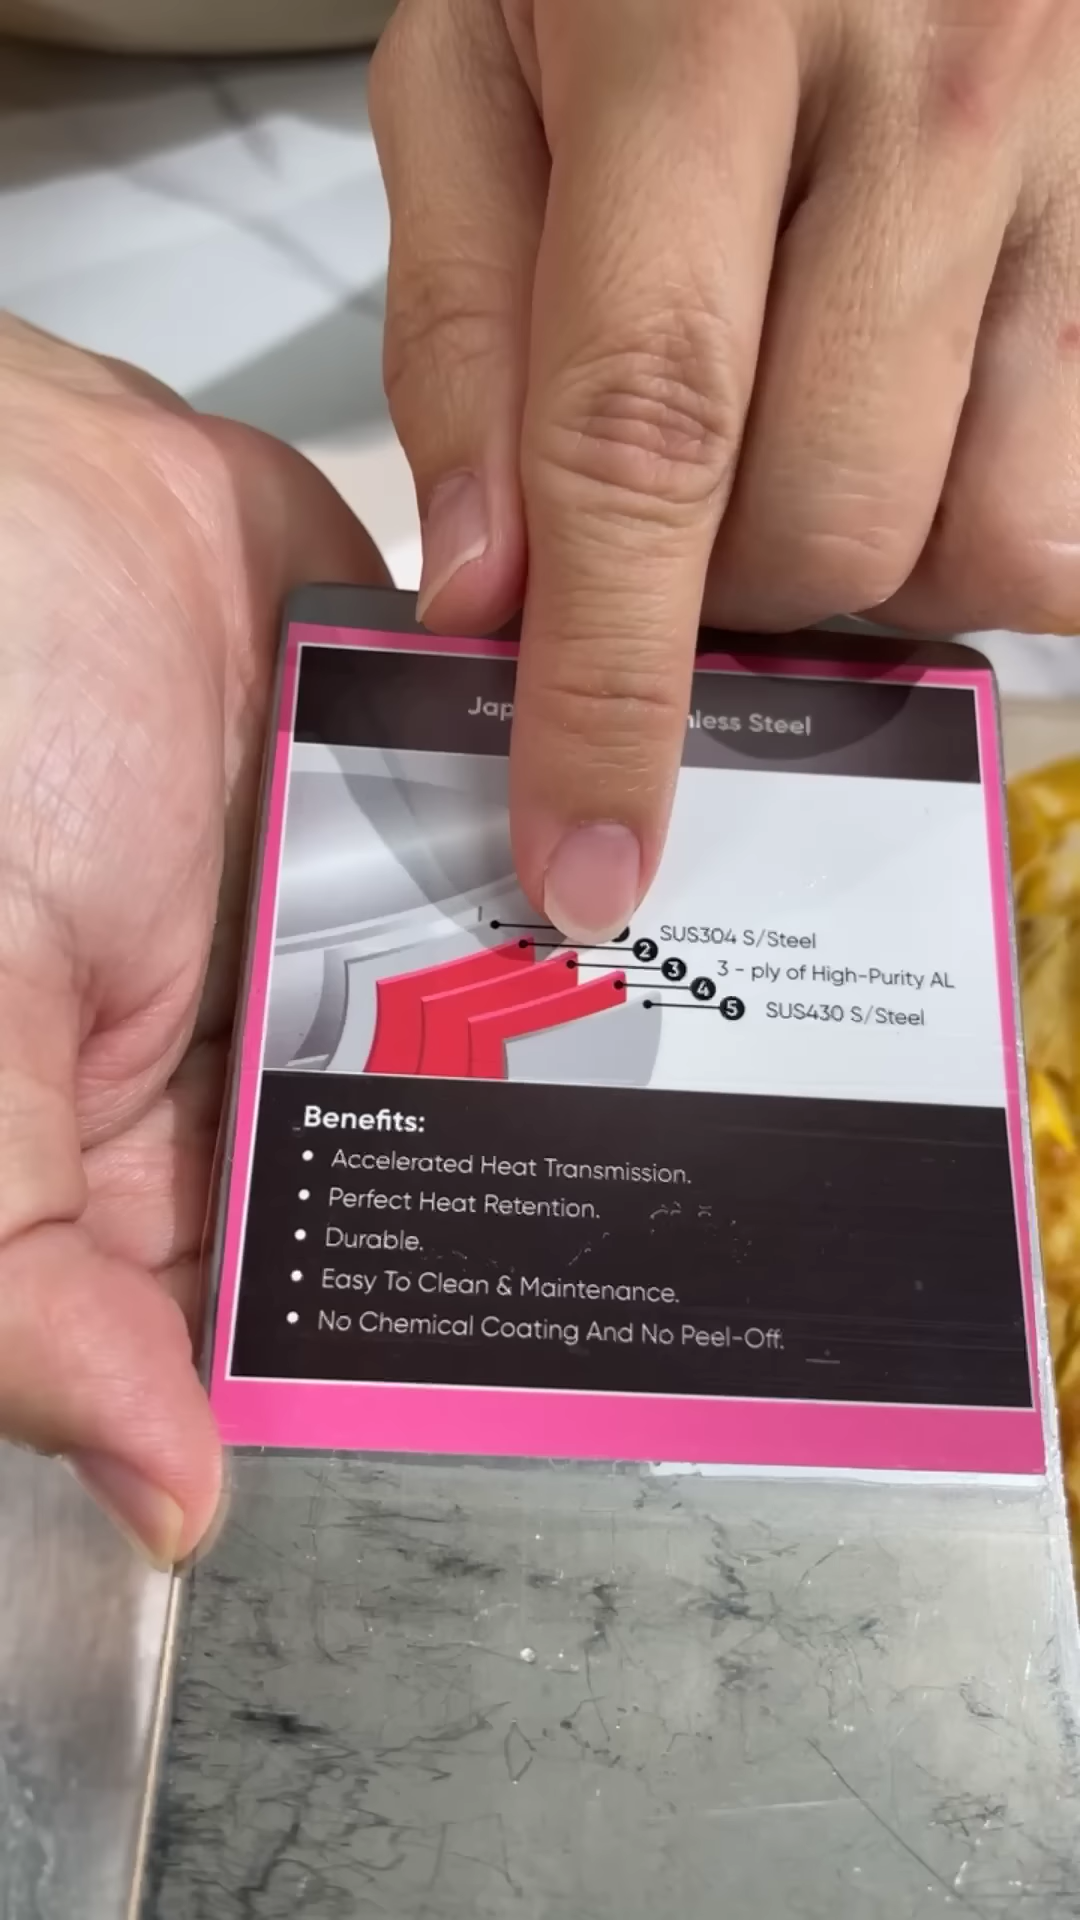 Jap nless Steel
SUS304 S/Steel
2
3
3 - ply of High-Purity AL
4
5
SUS430 S/Steel
Benefits:
• Accelerated Heat Transmission.
• Perfect Heat Retention.
• Durable.
• Easy To Clean & Maintenance.
• No Chemical Coating And No Peel-Off.